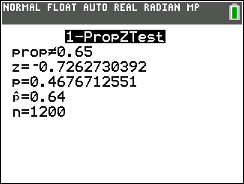 NORMAL FLOAT AUTO REAL RADIAN MP
1-PropZTest
prop≠0.65
z=-0.7262730392
p=0.4676712551
p̂=0.64
n=1200